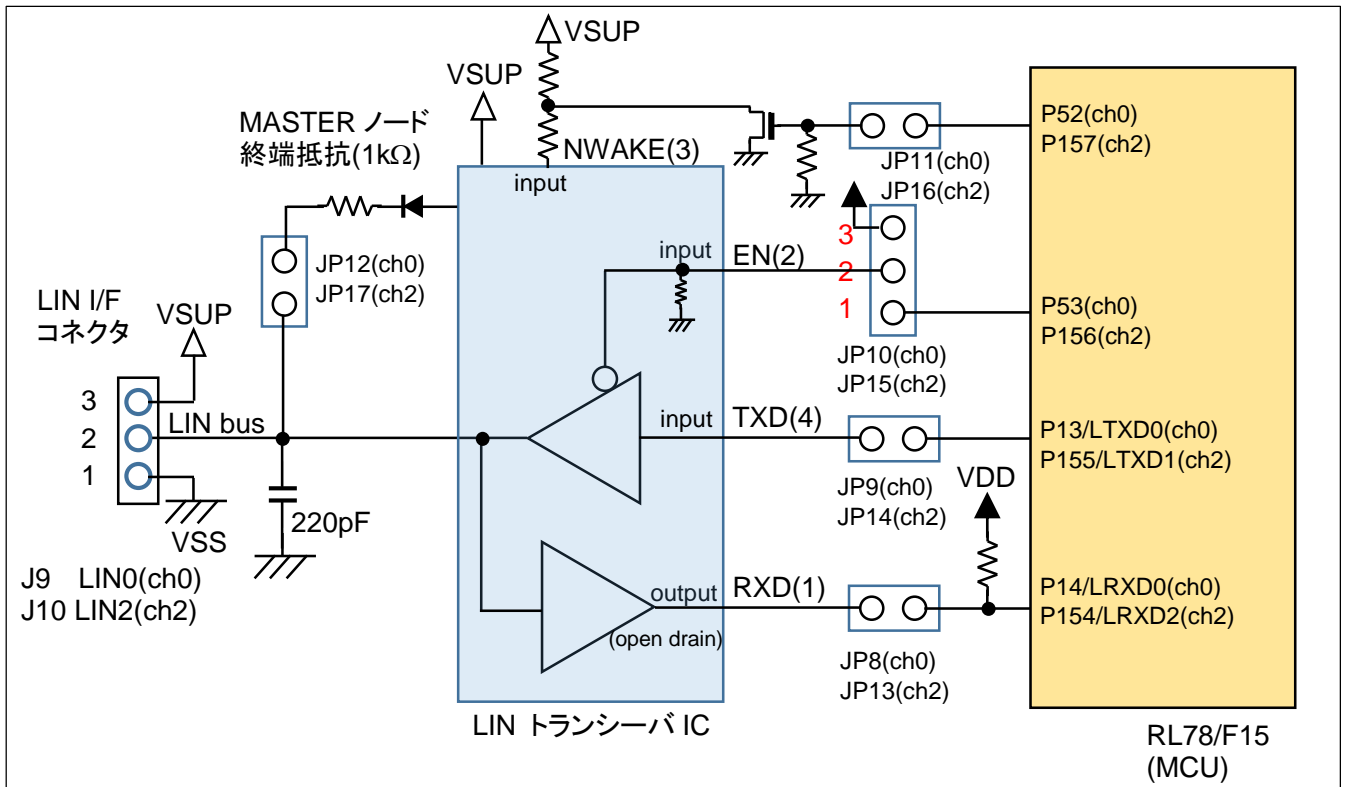 VSUP
VSUP
MASTER ノード
終端抵抗(1kΩ)
NWAKE(3)
input
P52(ch0)
P157(ch2)
JP11(ch0)
JP16(ch2)
JP12(ch0)
JP17(ch2)
input
EN(2)
3
2
1
P53(ch0)
P156(ch2)
JP10(ch0)
JP15(ch2)
LIN I/F
コネクタ
VSUP
3
2
1
LIN bus
VSS
220pF
J9 LIN0(ch0)
J10 LIN2(ch2)
input
TXD(4)
P13/LTXD0(ch0)
P155/LTXD1(ch2)
JP9(ch0)
JP14(ch2)
VDD
output
(open drain)
RXD(1)
P14/LRXD0(ch0)
P154/LRXD2(ch2)
JP8(ch0)
JP13(ch2)
LIN トランシーバ IC
RL78/F15
(MCU)